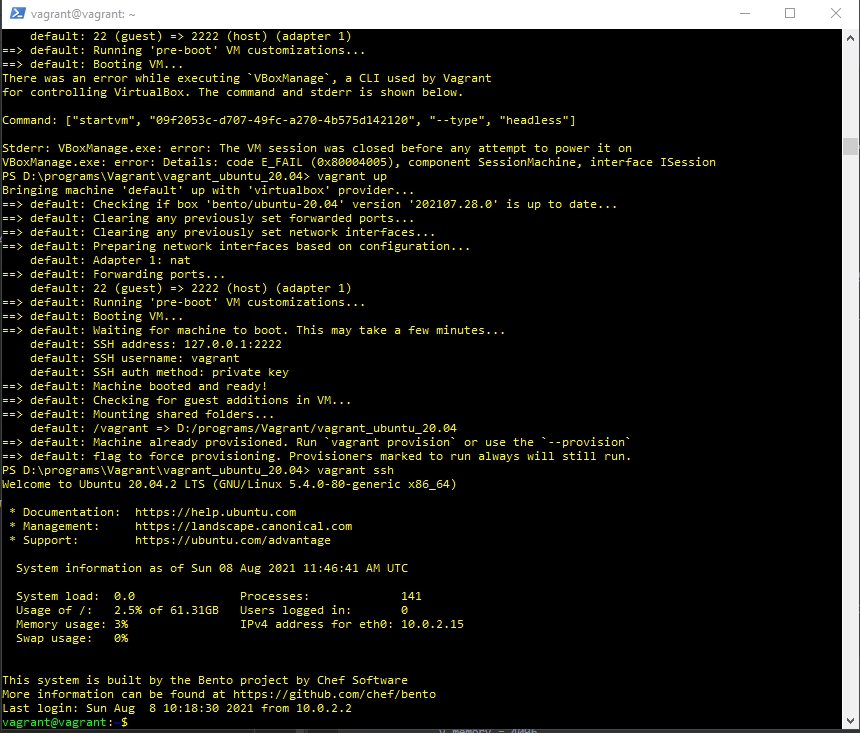 vagrant@vagrant: ~
    default: 22 (guest) => 2222 (host) (adapter 1)
==> default: Running 'pre-boot' VM customizations...
==> default: Booting VM...
There was an error while executing `VBoxManage`, a CLI used by Vagrant
for controlling VirtualBox. The command and stderr is shown below.
Command: ["startvm", "09f2053c-d707-49fc-a270-4b575d142120", "--type", "headless"]
Stderr: VBoxManage.exe: error: The VM session was closed before any attempt to power it on
VBoxManage.exe: error: Details: code E_FAIL (0x80004005), component SessionMachine, interface ISession
PS D:\programs\Vagrant\vagrant_ubuntu_20.04> vagrant up
Bringing machine 'default' up with 'virtualbox' provider...
==> default: Checking if box 'bento/ubuntu-20.04' version '202107.28.0' is up to date...
==> default: Clearing any previously set forwarded ports...
==> default: Clearing any previously set network interfaces...
==> default: Preparing network interfaces based on configuration...
    default: Adapter 1: nat
==> default: Forwarding ports...
    default: 22 (guest) => 2222 (host) (adapter 1)
==> default: Running 'pre-boot' VM customizations...
==> default: Booting VM...
==> default: Waiting for machine to boot. This may take a few minutes...
    default: SSH address: 127.0.0.1:2222
    default: SSH username: vagrant
    default: SSH auth method: private key
==> default: Machine booted and ready!
==> default: Checking for guest additions in VM...
==> default: Mounting shared folders...
    default: /vagrant => D:/programs/Vagrant/vagrant_ubuntu_20.04
==> default: Machine already provisioned. Run `vagrant provision` or use the `--provision`
==> default: flag to force provisioning. Provisioners marked to run always will still run.
PS D:\programs\Vagrant\vagrant_ubuntu_20.04> vagrant ssh
Welcome to Ubuntu 20.04.2 LTS (GNU/Linux 5.4.0-80-generic x86_64)
 * Documentation:  https://help.ubuntu.com
 * Management:     https://landscape.canonical.com
 * Support:        https://ubuntu.com/advantage
  System information as of Sun 08 Aug 2021 11:46:41 AM UTC
  System load:  0.0               Processes:             141
  Usage of /:   2.5% of 61.31GB   Users logged in:       0
  Memory usage: 3%                IPv4 address for eth0: 10.0.2.15
  Swap usage:   0%
This system is built by the Bento project by Chef Software
More information can be found at https://github.com/chef/bento
Last login: Sun Aug  8 10:18:30 2021 from 10.0.2.2
vagrant@vagrant:~$